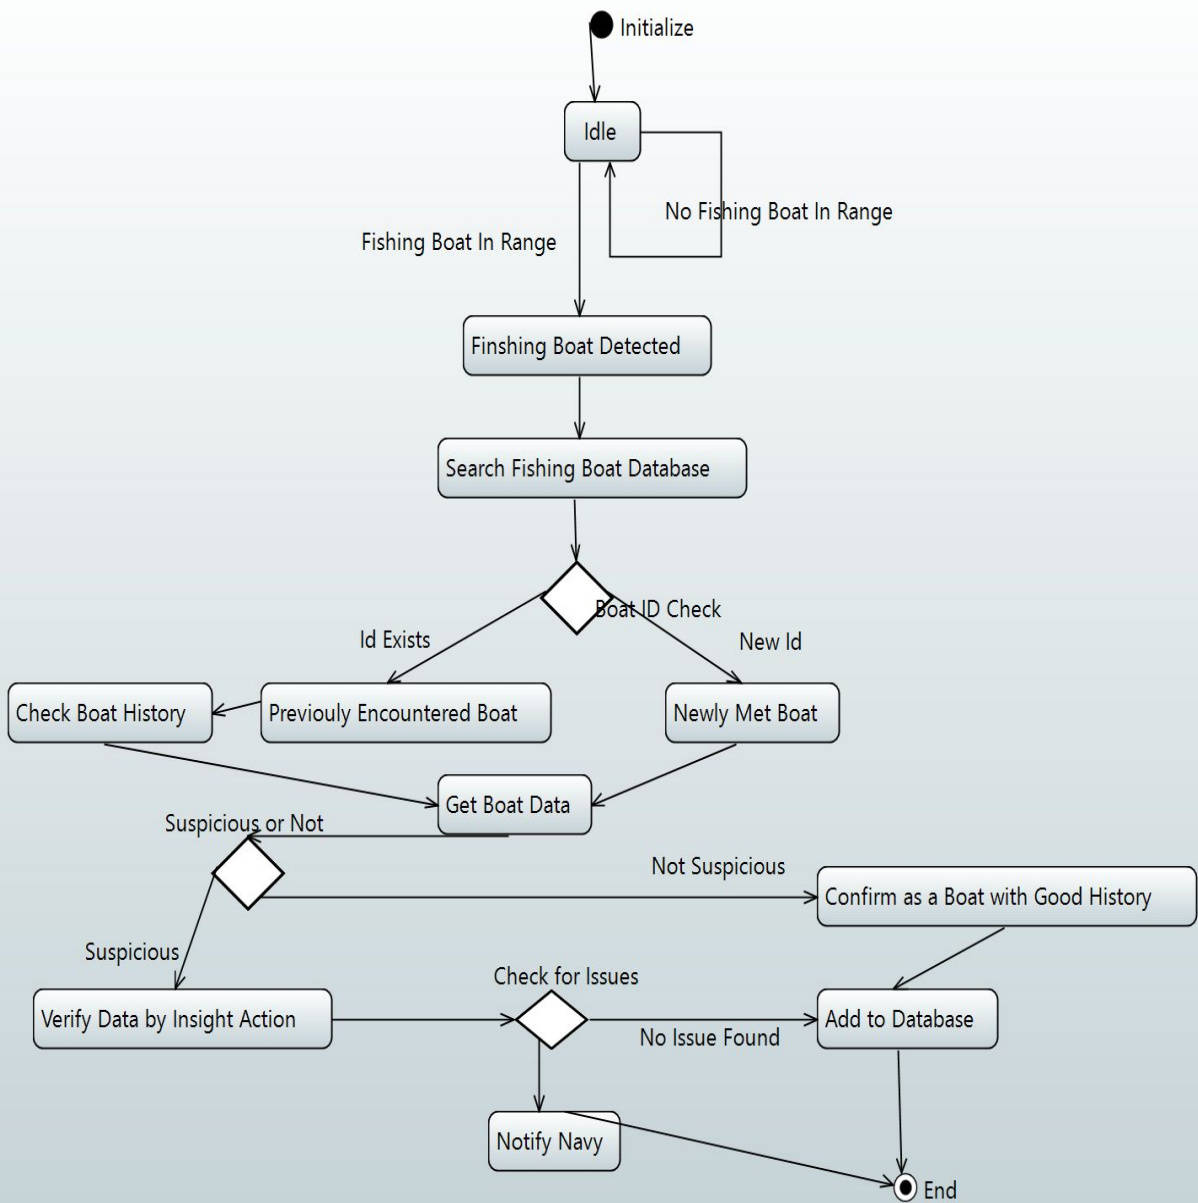 Initialize
Idle
No Fishing Boat In Range
Fishing Boat In Range
Finshing Boat Detected
Search Fishing Boat Database
Boat ID Check
Id Exists
New Id
Check Boat History
Previouly Encountered Boat
Newly Met Boat
Get Boat Data
Suspicious or Not
Not Suspicious
Confirm as a Boat with Good History
Suspicious
Check for Issues
Verify Data by Insight Action
No Issue Found
Add to Database
Notify Navy
End